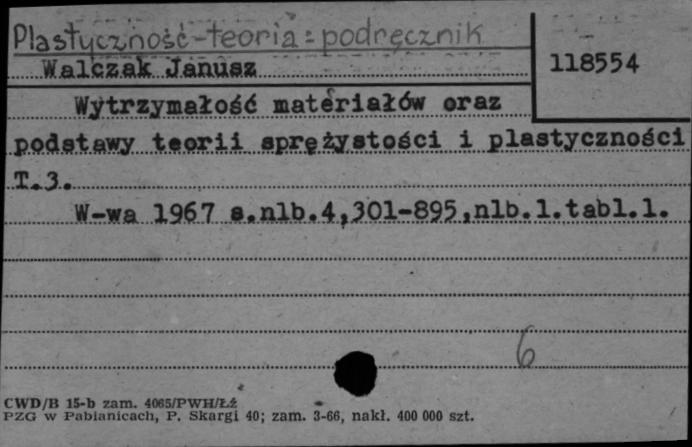 Plastyczność-teoria = podręcznik
Walczak Janusz
118554
Wytrzymałość materiałów oraz
podstawy teorii sprężystości i plastyczności
T.3.
W-wa 1967 s.nlb.4,301-895,nlb.1.tabl.1.
6
CWD/B 15-b zam. 4065/PWH/Łź
PZG w Pabianicach, P. Skargi 40; zam. 3-66, nakł. 400 000 szt.